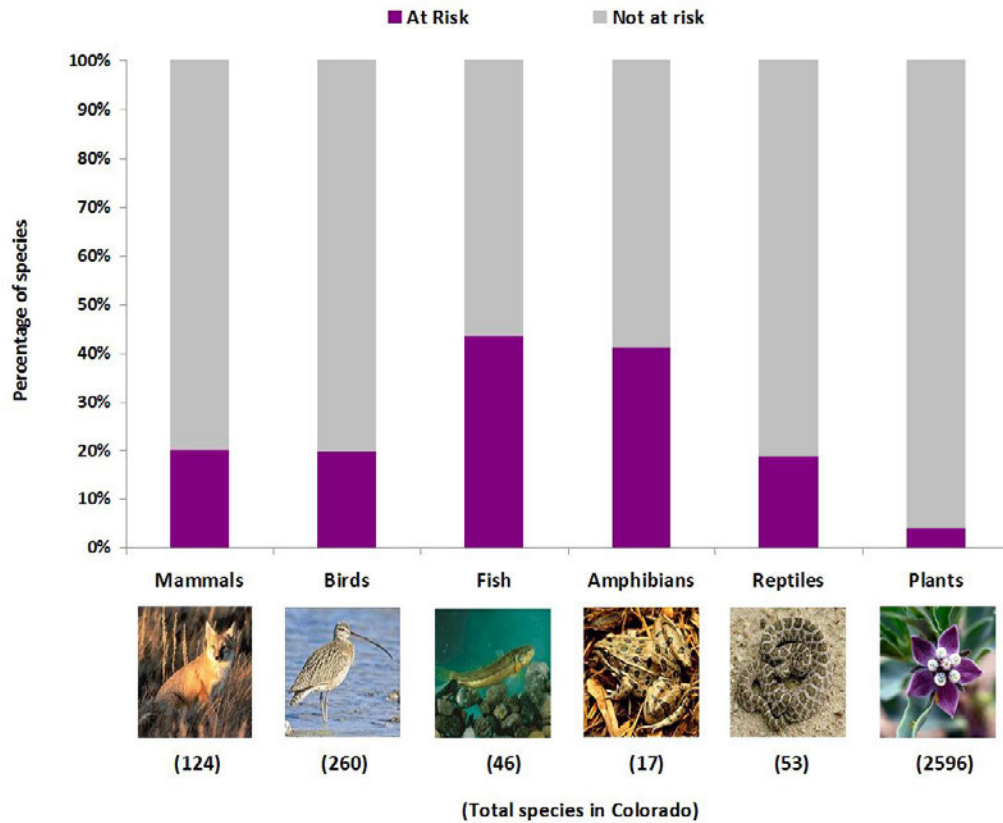 At Risk Not at risk
100%
90%
80%
70%
60%
50%
40%
30%
20%
10%
0%
Percentage of species
Mammals Birds Fish Amphibians Reptiles Plants
(124) (260) (46) (17) (53) (2596)
(Total species in Colorado)